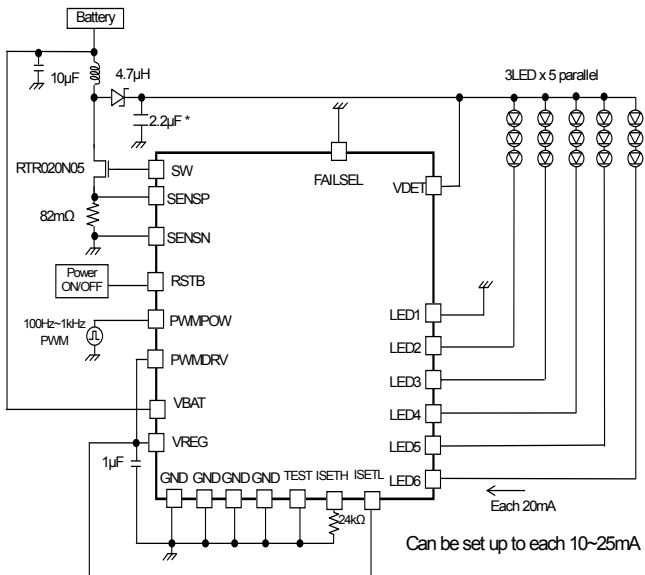 Battery
10μF
4.7μH
3LED x 5 parallel
2.2μF *
RTR020N05
SW
FAILSEL
VDET
SENSP
82mΩ
SENSN
Power
ON/OFF
RSTB
100Hz~1kHz
PWM
PWMPOW
LED1
LED2
PWMDRV
LED3
VBAT
LED4
VREG
LED5
1μF
GND GND GND GND TEST ISETH ISETL
LED6
24kΩ
Each 20mA
Can be set up to each 10~25mA